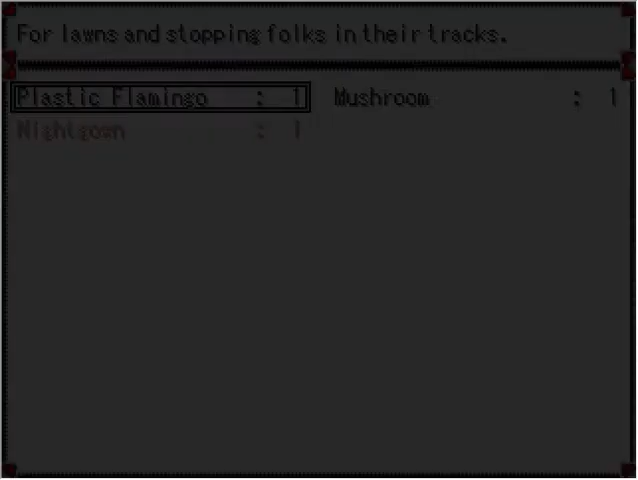 For lawns and stopping folks in their tracks.
Plastic Flamingo : 1 Mushroom : 1
Nightgown : 1